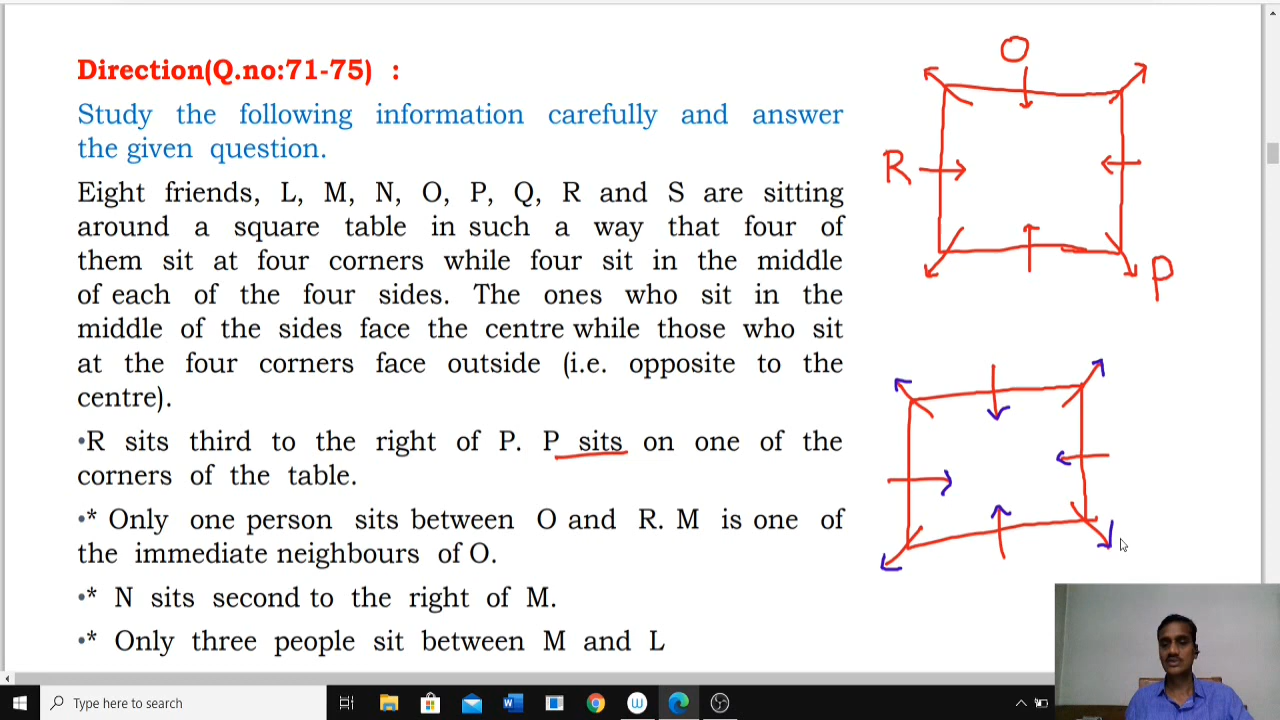 Direction(Q.no:71-75) :
Study the following information carefully and answer
the given question.
Eight friends, L, M, N, O, P, Q, R and S are sitting
around a square table in such a way that four of
them sit at four corners while four sit in the middle
of each of the four sides. The ones who sit in the
middle of the sides face the centre while those who sit
at the four corners face outside (i.e. opposite to the
centre).
•R sits third to the right of P. P sits on one of the
corners of the table.
•* Only one person sits between O and R. M is one of
the immediate neighbours of O.
•* N sits second to the right of M.
•* Only three people sit between M and L
O
R
P
Type here to search